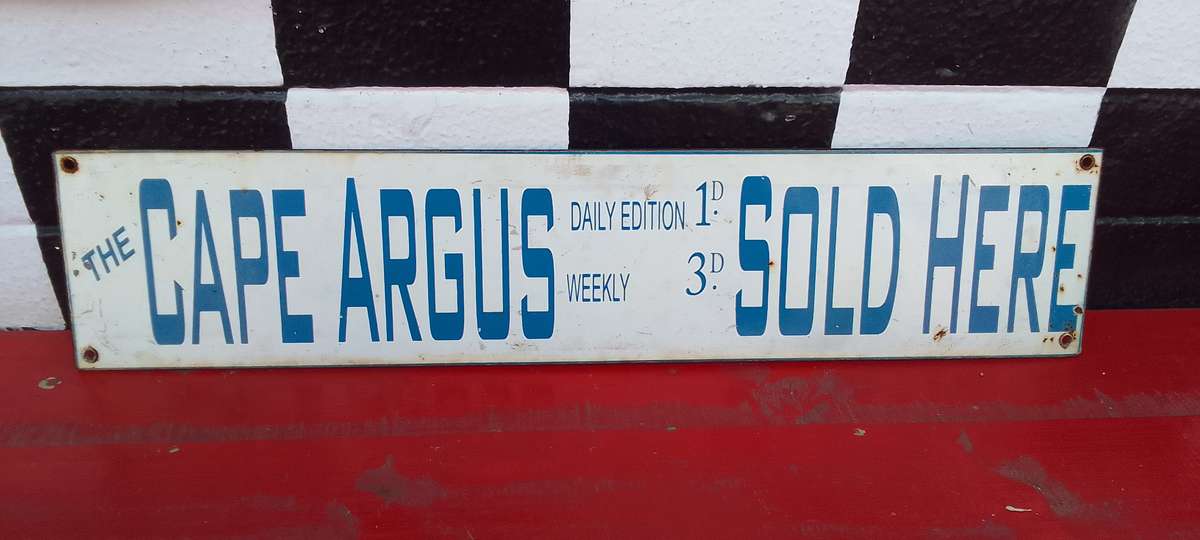 THE CAPE ARGUS DAILY EDITION 1D. SOLD HERE
WEEKLY 3D.